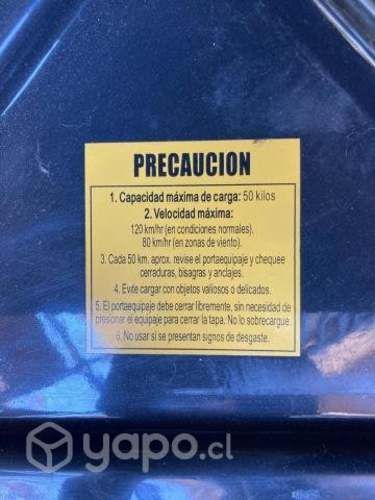 PRECAUCION
1. Capacidad máxima de carga: 50 kilos
2. Velocidad máxima:
120 km/hr (en condiciones normales).
80 km/hr (en zonas de viento).
3. Cada 50 km. aprox. revise el portaequipaje y chequee
cerraduras, bisagras y anclajes.
4. Evite cargar con objetos valiosos o delicados.
5. El portaequipaje debe cerrar libremente, sin necesidad de
presionar el equipaje para cerrar la tapa. No lo sobrecargue.
6. No usar si se presentan signos de desgaste.
yapo.cl